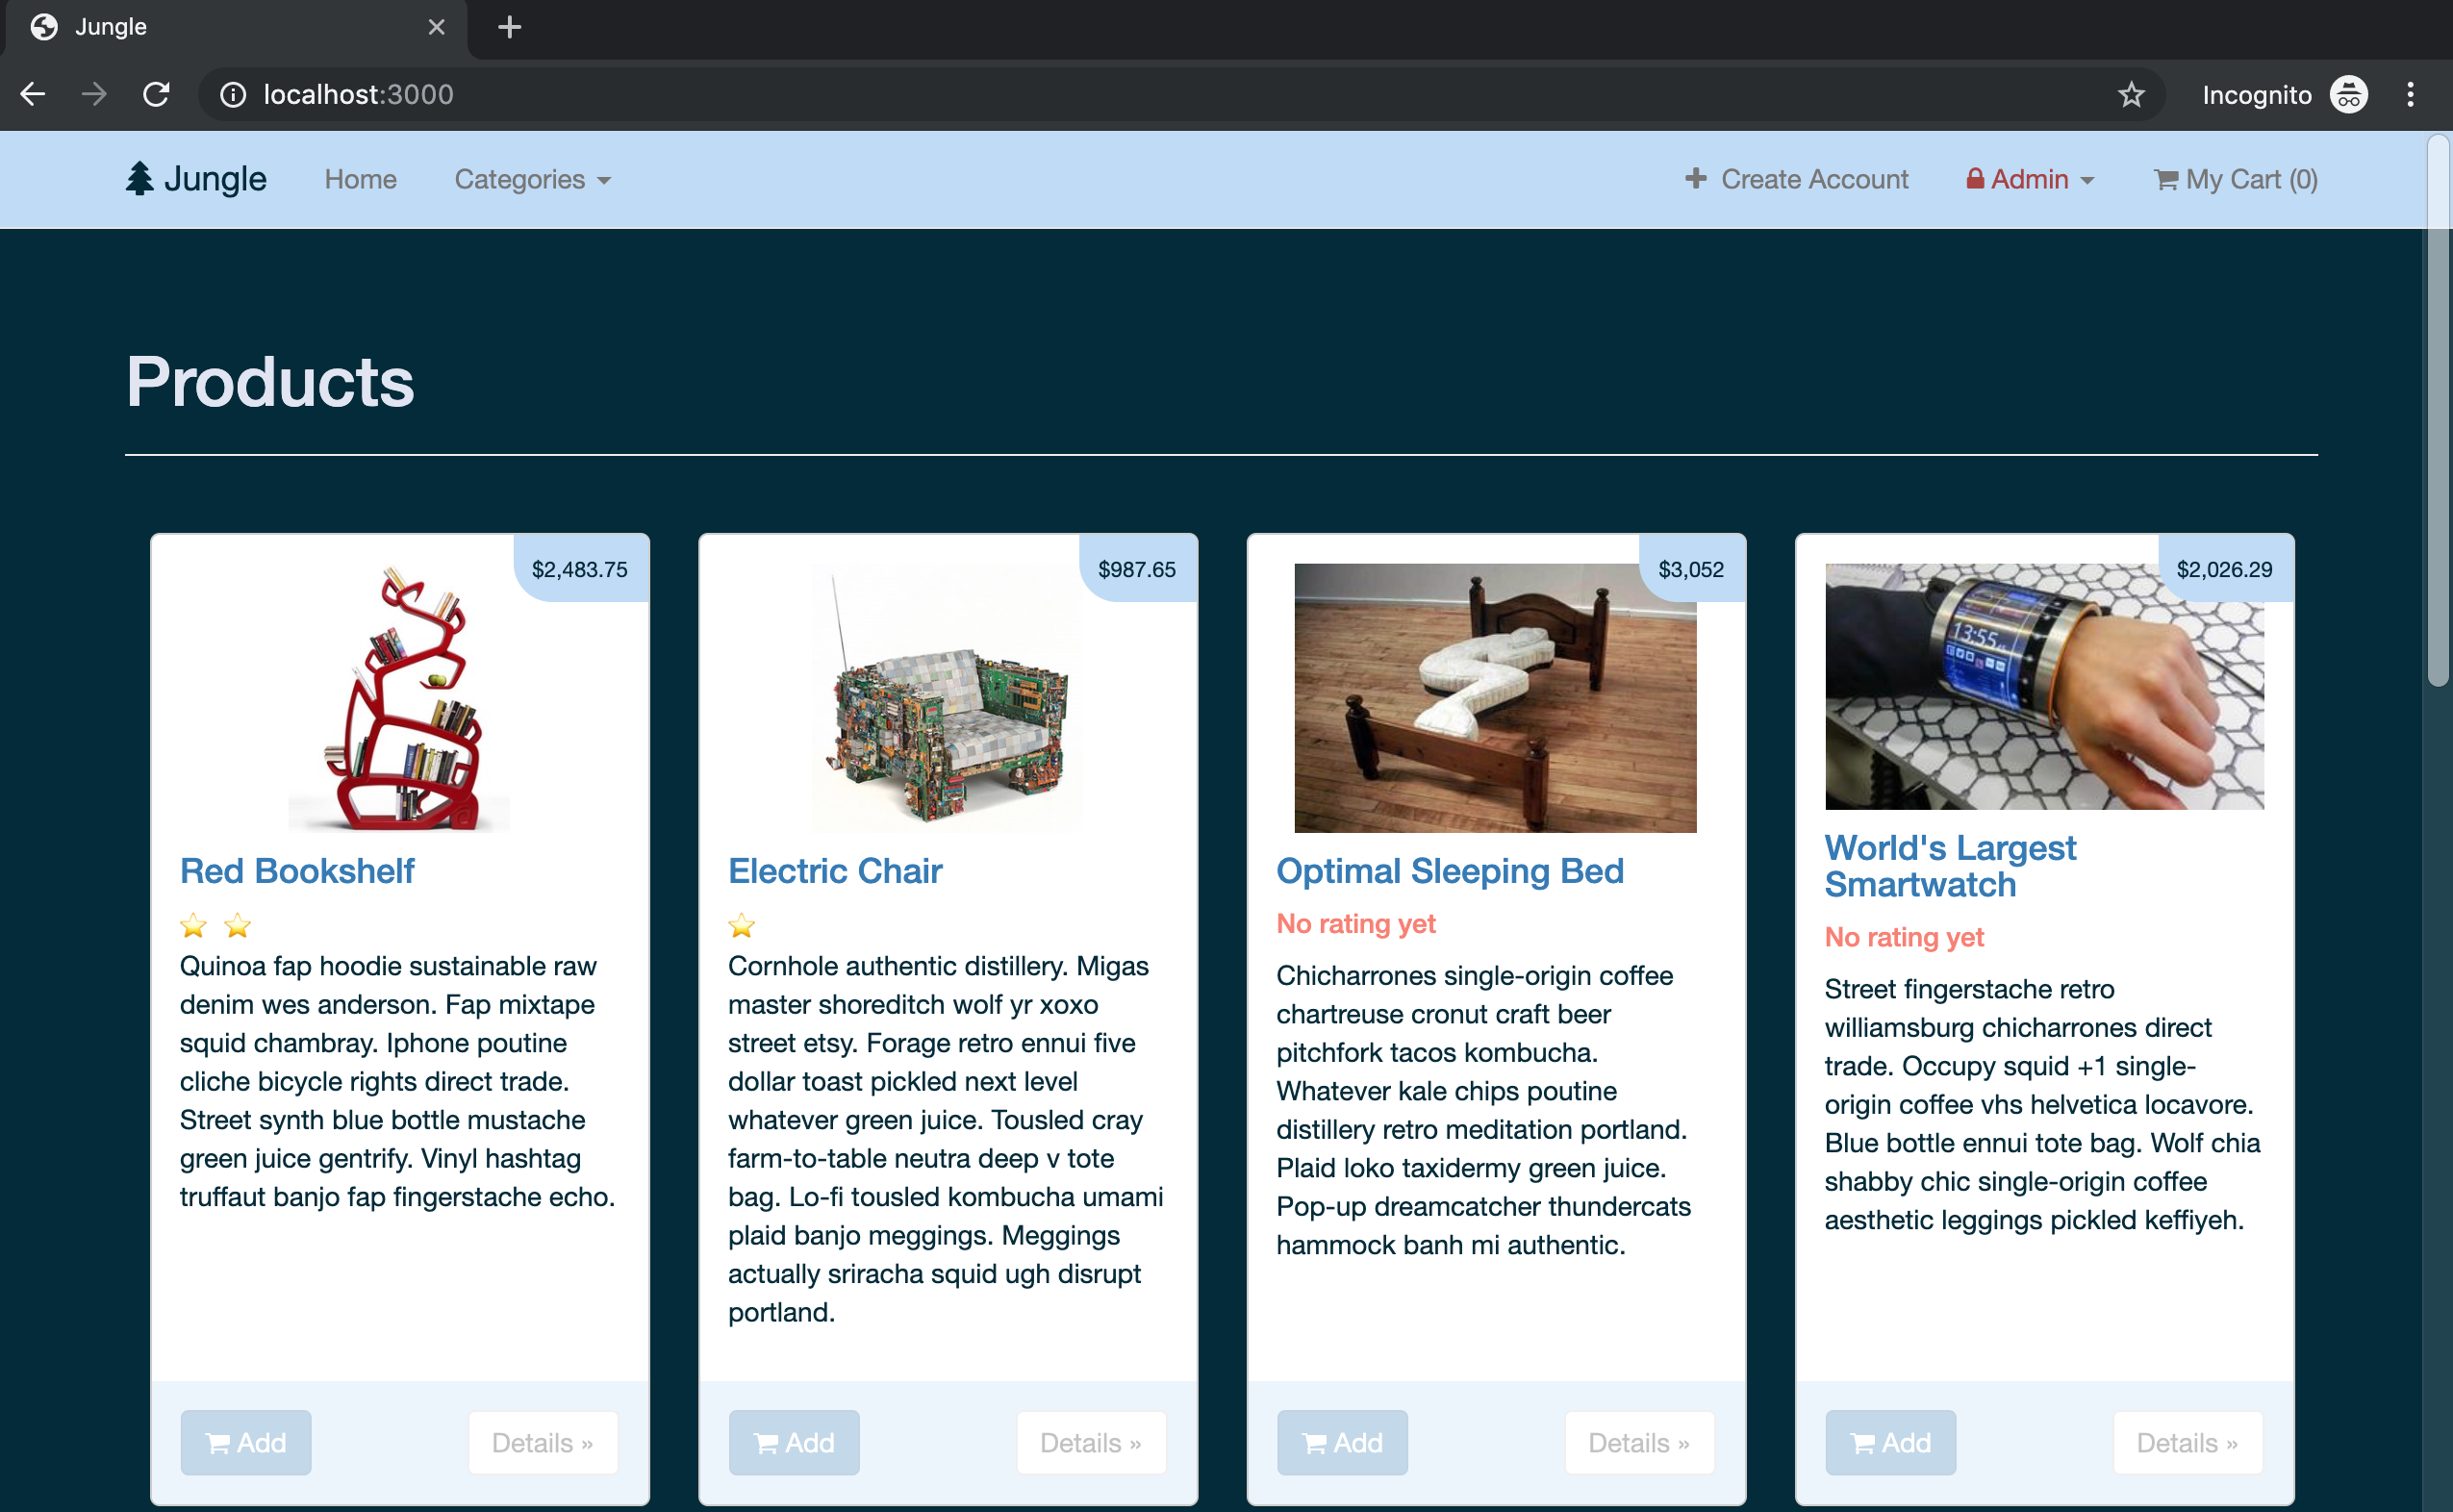 Jungle
localhost:3000
Incognito
Jungle
Home
Categories
Create Account
Admin
My Cart (0)
Products
$2,483.75
Red Bookshelf
Quinoa fap hoodie sustainable raw
denim wes anderson. Fap mixtape
squid chambray. Iphone poutine
cliche bicycle rights direct trade.
Street synth blue bottle mustache
green juice gentrify. Vinyl hashtag
truffaut banjo fap fingerstache echo.
Add
Details »
$987.65
Electric Chair
Cornhole authentic distillery. Migas
master shoreditch wolf yr xoxo
street etsy. Forage retro ennui five
dollar toast pickled next level
whatever green juice. Tousled cray
farm-to-table neutra deep v tote
bag. Lo-fi tousled kombucha umami
plaid banjo meggings. Meggings
actually sriracha squid ugh disrupt
portland.
Add
Details »
$3,052
Optimal Sleeping Bed
No rating yet
Chicharrones single-origin coffee
chartreuse cronut craft beer
pitchfork tacos kombucha.
Whatever kale chips poutine
distillery retro meditation portland.
Plaid loko taxidermy green juice.
Pop-up dreamcatcher thundercats
hammock banh mi authentic.
Add
Details »
$2,026.29
13:55
World's Largest
Smartwatch
No rating yet
Street fingerstache retro
williamsburg chicharrones direct
trade. Occupy squid +1 single-
origin coffee vhs helvetica locavore.
Blue bottle ennui tote bag. Wolf chia
shabby chic single-origin coffee
aesthetic leggings pickled keffiyeh.
Add
Details »